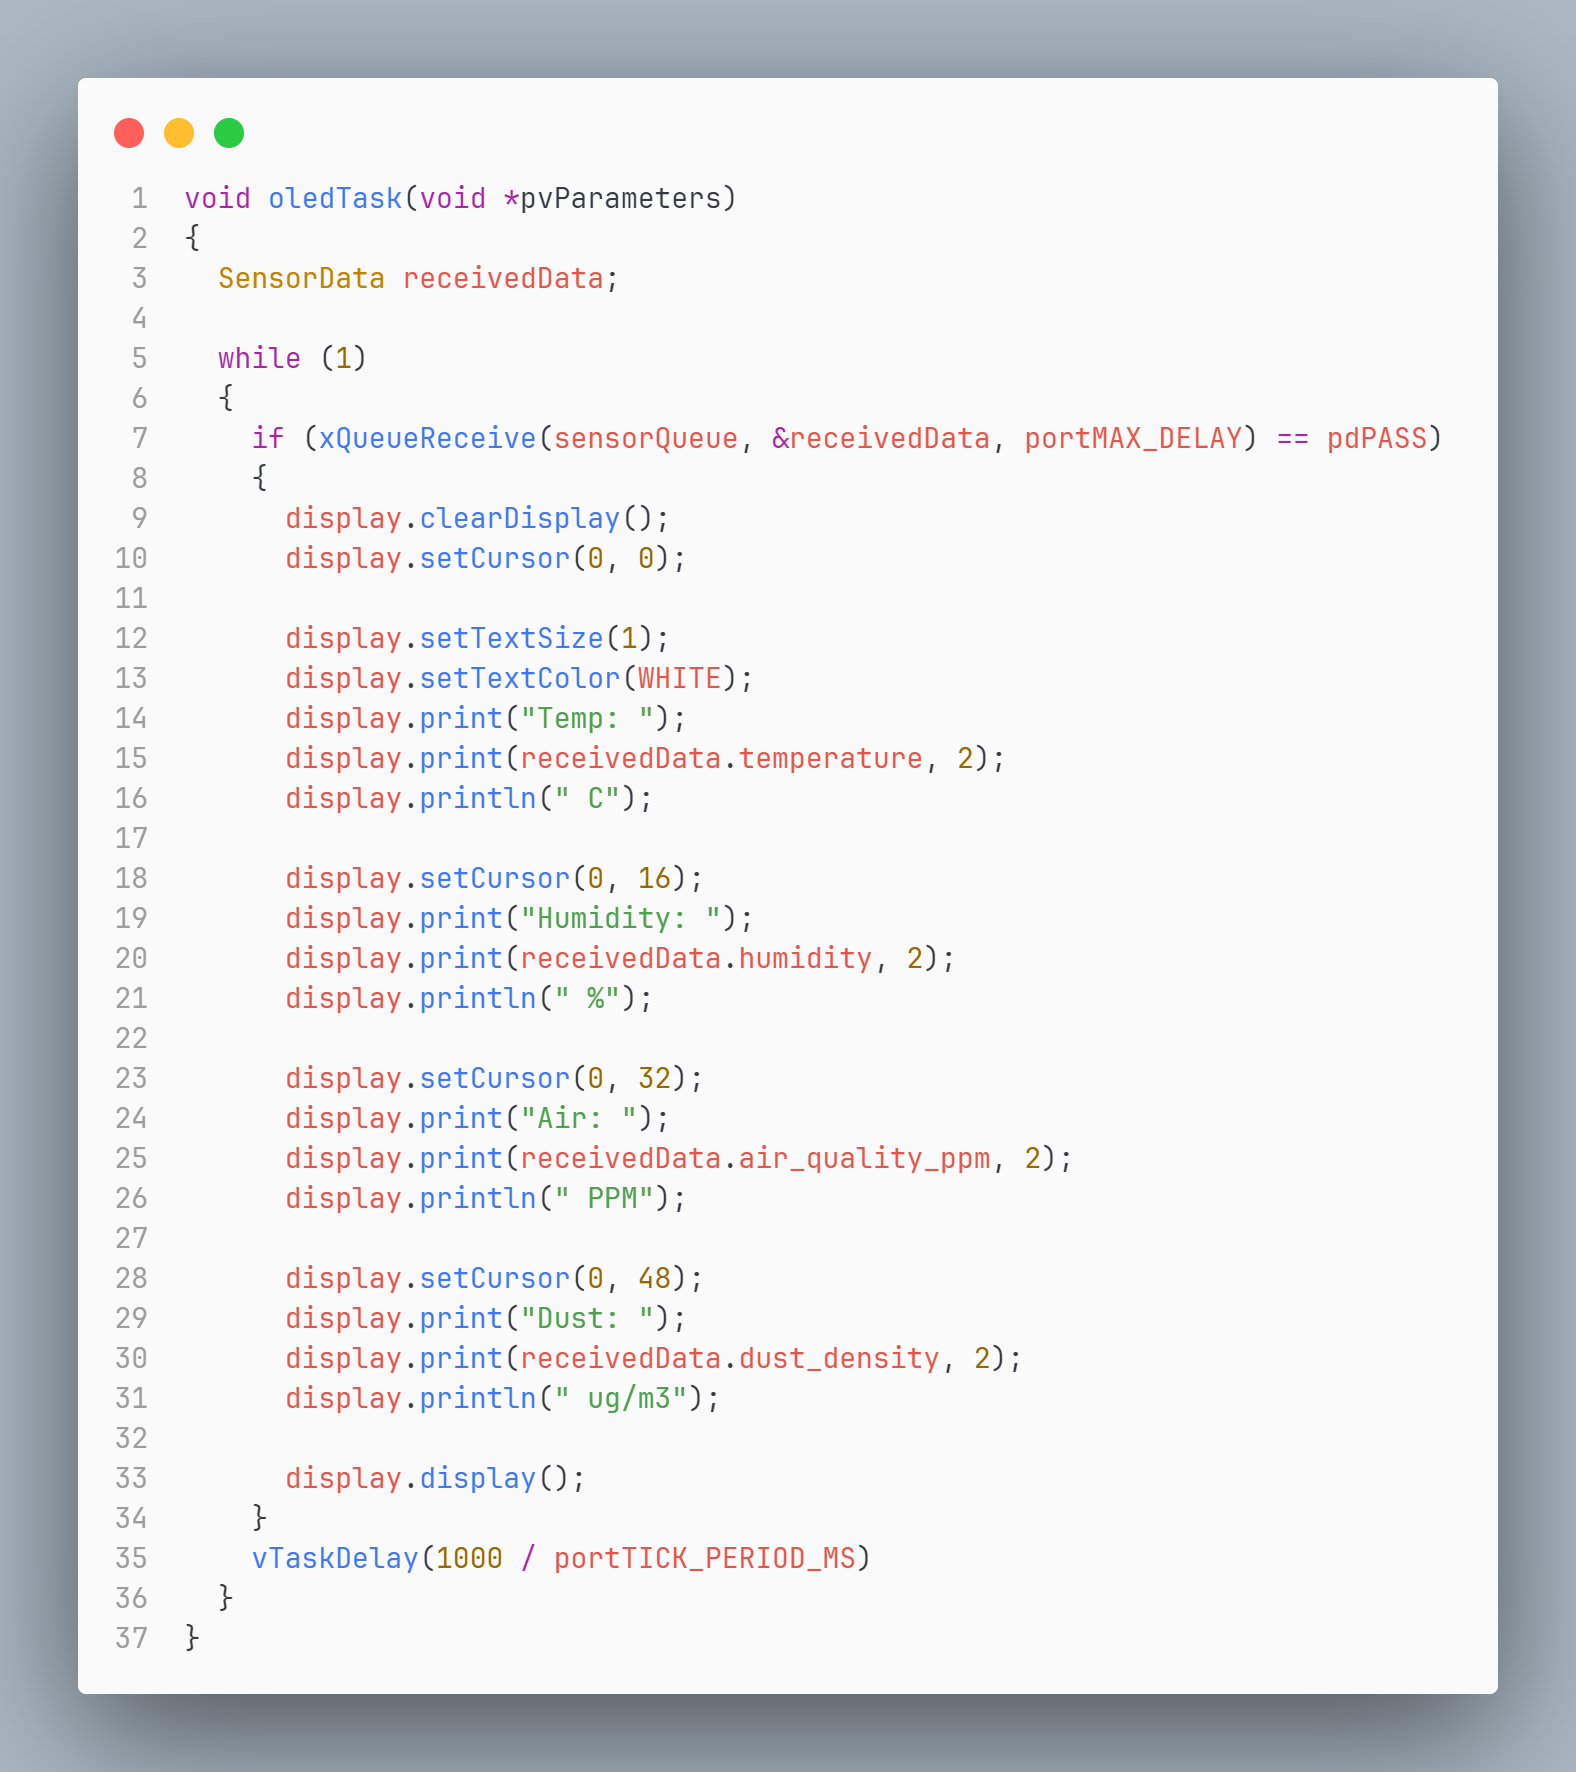 1 void oledTask(void *pvParameters)
2 {
3   SensorData receivedData;
4
5   while (1)
6   {
7     if (xQueueReceive(sensorQueue, &receivedData, portMAX_DELAY) == pdPASS)
8     {
9       display.clearDisplay();
10       display.setCursor(0, 0);
11
12       display.setTextSize(1);
13       display.setTextColor(WHITE);
14       display.print("Temp: ");
15       display.print(receivedData.temperature, 2);
16       display.println(" C");
17
18       display.setCursor(0, 16);
19       display.print("Humidity: ");
20       display.print(receivedData.humidity, 2);
21       display.println(" %");
22
23       display.setCursor(0, 32);
24       display.print("Air: ");
25       display.print(receivedData.air_quality_ppm, 2);
26       display.println(" PPM");
27
28       display.setCursor(0, 48);
29       display.print("Dust: ");
30       display.print(receivedData.dust_density, 2);
31       display.println(" ug/m3");
32
33       display.display();
34     }
35     vTaskDelay(1000 / portTICK_PERIOD_MS)
36   }
37 }